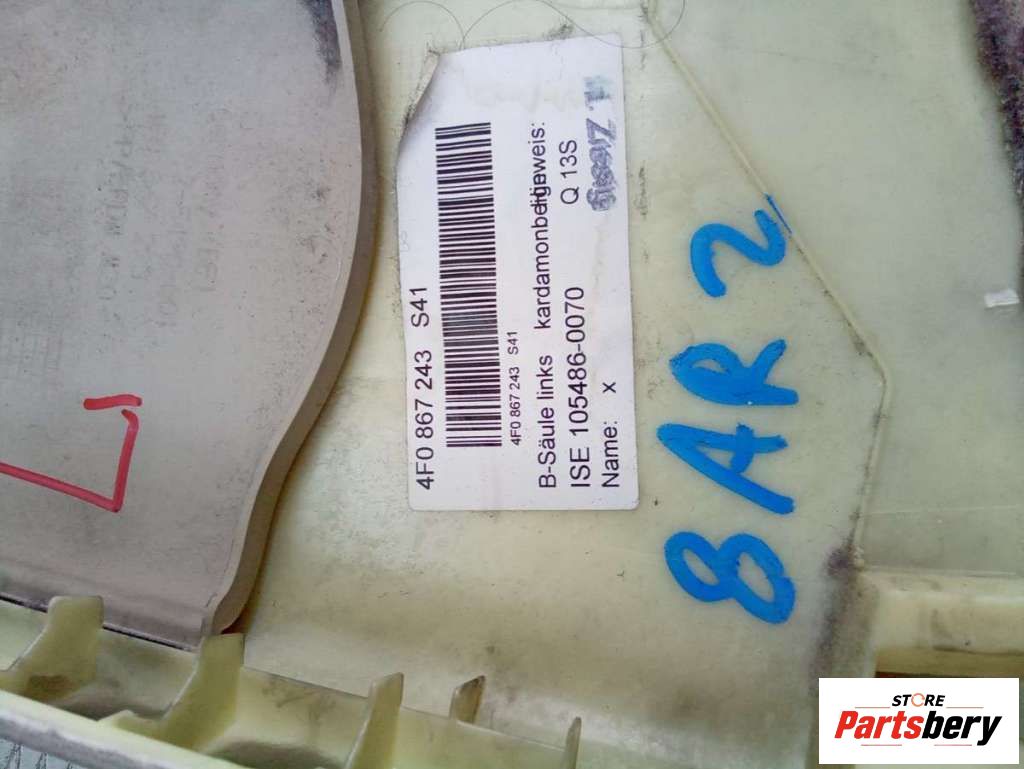 4F0 867 243 S41
4F0 867 243 S41
B-Säule links kardamonbeige
ISE 105486-0070 Q 13S
Name: x
8AR2
STORE
Partsbery